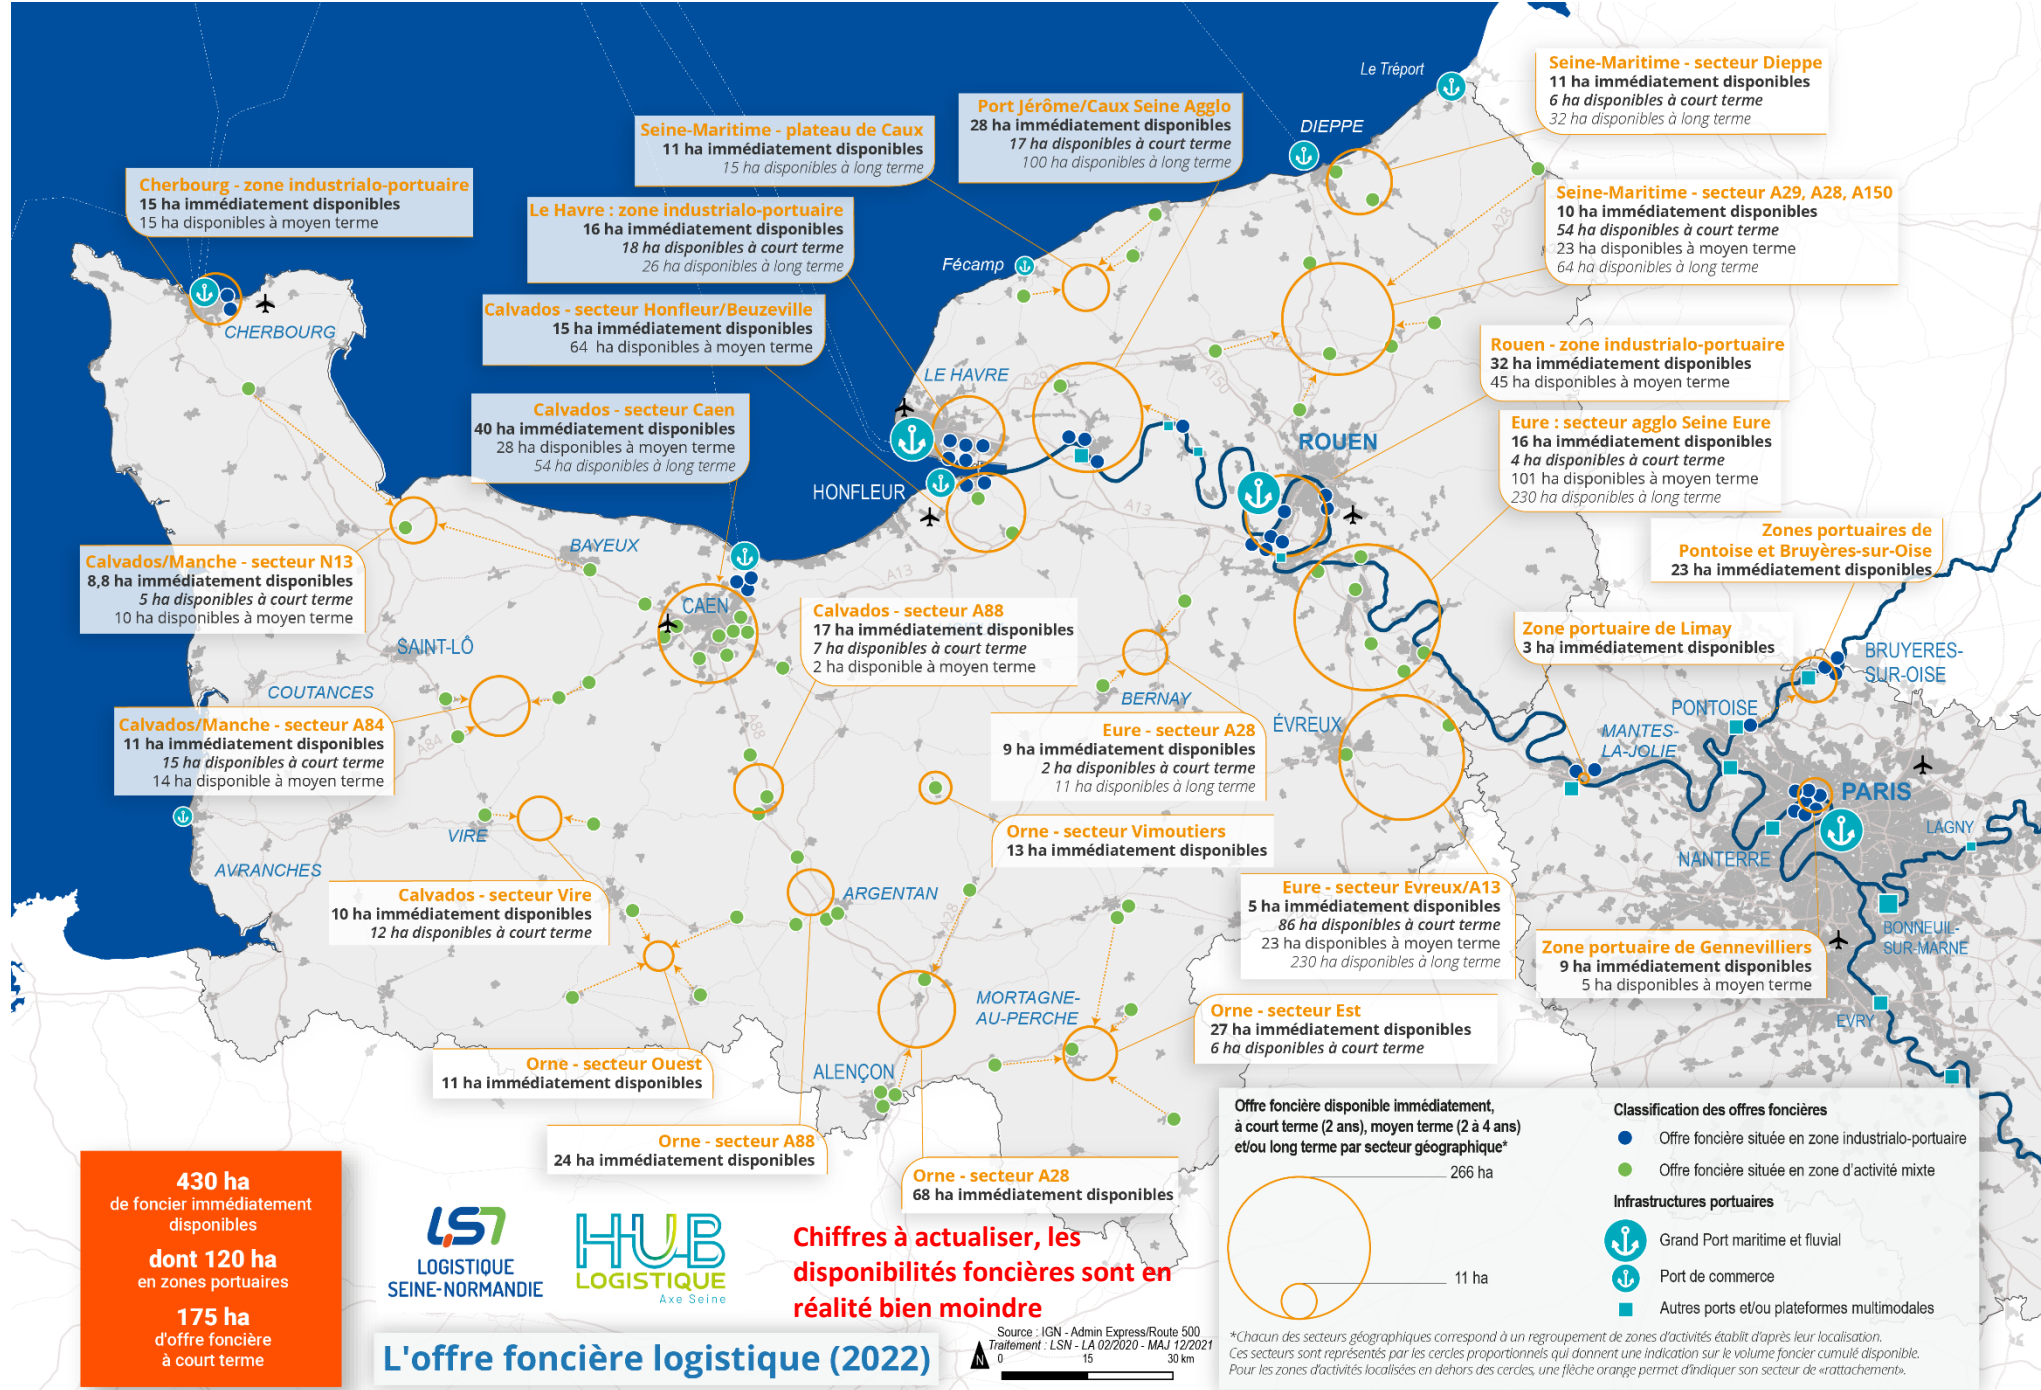 Le Tréport
DIEPPE
Seine-Maritime - secteur Dieppe
11 ha immédiatement disponibles
6 ha disponibles à court terme
32 ha disponibles à long terme
Port Jérôme/Caux Seine Agglo
28 ha immédiatement disponibles
17 ha disponibles à court terme
100 ha disponibles à long terme
Seine-Maritime - plateau de Caux
11 ha immédiatement disponibles
15 ha disponibles à long terme
Cherbourg - zone industrialo-portuaire
15 ha immédiatement disponibles
15 ha disponibles à moyen terme
Le Havre : zone industrialo-portuaire
16 ha immédiatement disponibles
18 ha disponibles à court terme
26 ha disponibles à long terme
Seine-Maritime - secteur A29, A28, A150
10 ha immédiatement disponibles
54 ha disponibles à court terme
23 ha disponibles à moyen terme
64 ha disponibles à long terme
A28
Fécamp
CHERBOURG
Calvados - secteur Honfleur/Beuzeville
15 ha immédiatement disponibles
64 ha disponibles à moyen terme
Rouen - zone industrialo-portuaire
32 ha immédiatement disponibles
45 ha disponibles à moyen terme
LE HAVRE
A29
A150
Calvados - secteur Caen
40 ha immédiatement disponibles
28 ha disponibles à moyen terme
54 ha disponibles à long terme
Eure : secteur agglo Seine Eure
16 ha immédiatement disponibles
4 ha disponibles à court terme
101 ha disponibles à moyen terme
230 ha disponibles à long terme
ROUEN
HONFLEUR
A13
Zones portuaires de
Pontoise et Bruyères-sur-Oise
23 ha immédiatement disponibles
BAYEUX
Calvados/Manche - secteur N13
8,8 ha immédiatement disponibles
5 ha disponibles à court terme
10 ha disponibles à moyen terme
A13
CAEN
Calvados - secteur A88
17 ha immédiatement disponibles
7 ha disponibles à court terme
2 ha disponible à moyen terme
Zone portuaire de Limay
3 ha immédiatement disponibles
SAINT-LÔ
BRUYERES-
SUR-OISE
COUTANCES
BERNAY
PONTOISE
Calvados/Manche - secteur A84
11 ha immédiatement disponibles
15 ha disponibles à court terme
14 ha disponible à moyen terme
A84
A88
Eure - secteur A28
9 ha immédiatement disponibles
2 ha disponibles à court terme
11 ha disponibles à long terme
ÉVREUX
MANTES-
LA-JOLIE
PARIS
VIRE
Orne - secteur Vimoutiers
13 ha immédiatement disponibles
LAGNY
NANTERRE
AVRANCHES
Calvados - secteur Vire
10 ha immédiatement disponibles
12 ha disponibles à court terme
ARGENTAN
A28
Eure - secteur Evreux/A13
5 ha immédiatement disponibles
86 ha disponibles à court terme
23 ha disponibles à moyen terme
230 ha disponibles à long terme
BONNEUIL-
SUR-MARNE
Zone portuaire de Gennevilliers
9 ha immédiatement disponibles
5 ha disponibles à moyen terme
MORTAGNE-
AU-PERCHE
Orne - secteur Est
27 ha immédiatement disponibles
6 ha disponibles à court terme
EVRY
Orne - secteur Ouest
11 ha immédiatement disponibles
ALENÇON
Orne - secteur A88
24 ha immédiatement disponibles
Orne - secteur A28
68 ha immédiatement disponibles
Offre foncière disponible immédiatement,
à court terme (2 ans), moyen terme (2 à 4 ans)
et/ou long terme par secteur géographique*
266 ha
11 ha
Classification des offres foncières
Offre foncière située en zone industrialo-portuaire
Offre foncière située en zone d'activité mixte
Infrastructures portuaires
Grand Port maritime et fluvial
Port de commerce
Autres ports et/ou plateformes multimodales
*Chacun des secteurs géographiques correspond à un regroupement de zones d'activités établit d'après leur localisation.
Ces secteurs sont représentés par les cercles proportionnels qui donnent une indication sur le volume foncier cumulé disponible.
Pour les zones d'activités localisées en dehors des cercles, une flèche orange permet d'indiquer son secteur de «rattachement».
430 ha
de foncier immédiatement
disponibles
dont 120 ha
en zones portuaires
175 ha
d'offre foncière
à court terme
LSN
LOGISTIQUE
SEINE-NORMANDIE
HUB
LOGISTIQUE
Axe Seine
Chiffres à actualiser, les
disponibilités foncières sont en
réalité bien moindre
L'offre foncière logistique (2022)
Source : IGN - Admin Express/Route 500
Traitement : LSN - LA 02/2020 - MAJ 12/2021
N
0 15 30 km